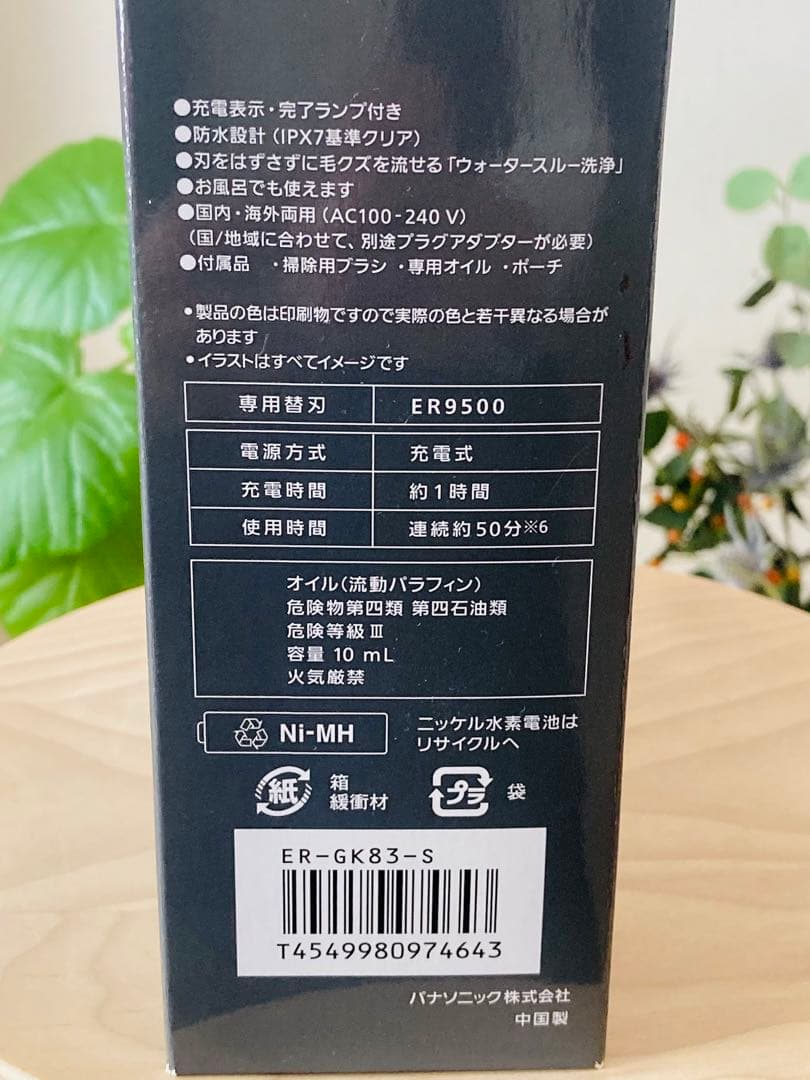 ●充電表示・完了ランプ付き
●防水設計（IPX7基準クリア）
●刃をはずさずに毛クズを流せる「ウォータースルー洗浄」
●お風呂でも使えます
●国内・海外両用（AC100-240 V）
（国/地域に合わせて、別途プラグアダプターが必要）
●付属品 ・掃除用ブラシ ・専用オイル ・ポーチ
•製品の色は印刷物ですので実際の色と若干異なる場合が
あります
•イラストはすべてイメージです
専用替刃 ER9500
電源方式 充電式
充電時間 約1時間
使用時間 連続約50分※6
オイル（流動パラフィン）
危険物第四類 第四石油類
危険等級Ⅲ
容量 10 mL
火気厳禁
Ni-MH ニッケル水素電池は
リサイクルへ
紙 箱
緩衝材
プラ 袋
ER-GK83-S
T4549980974643
パナソニック株式会社
中国製